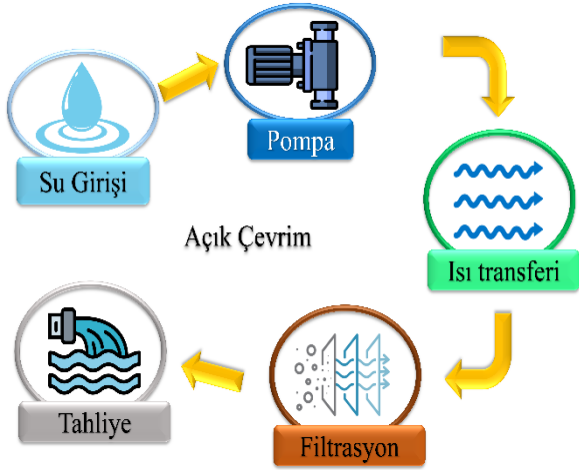 Su Girişi
Pompa
Isı transferi
Açık Çevrim
Filtrasyon
Tahliye